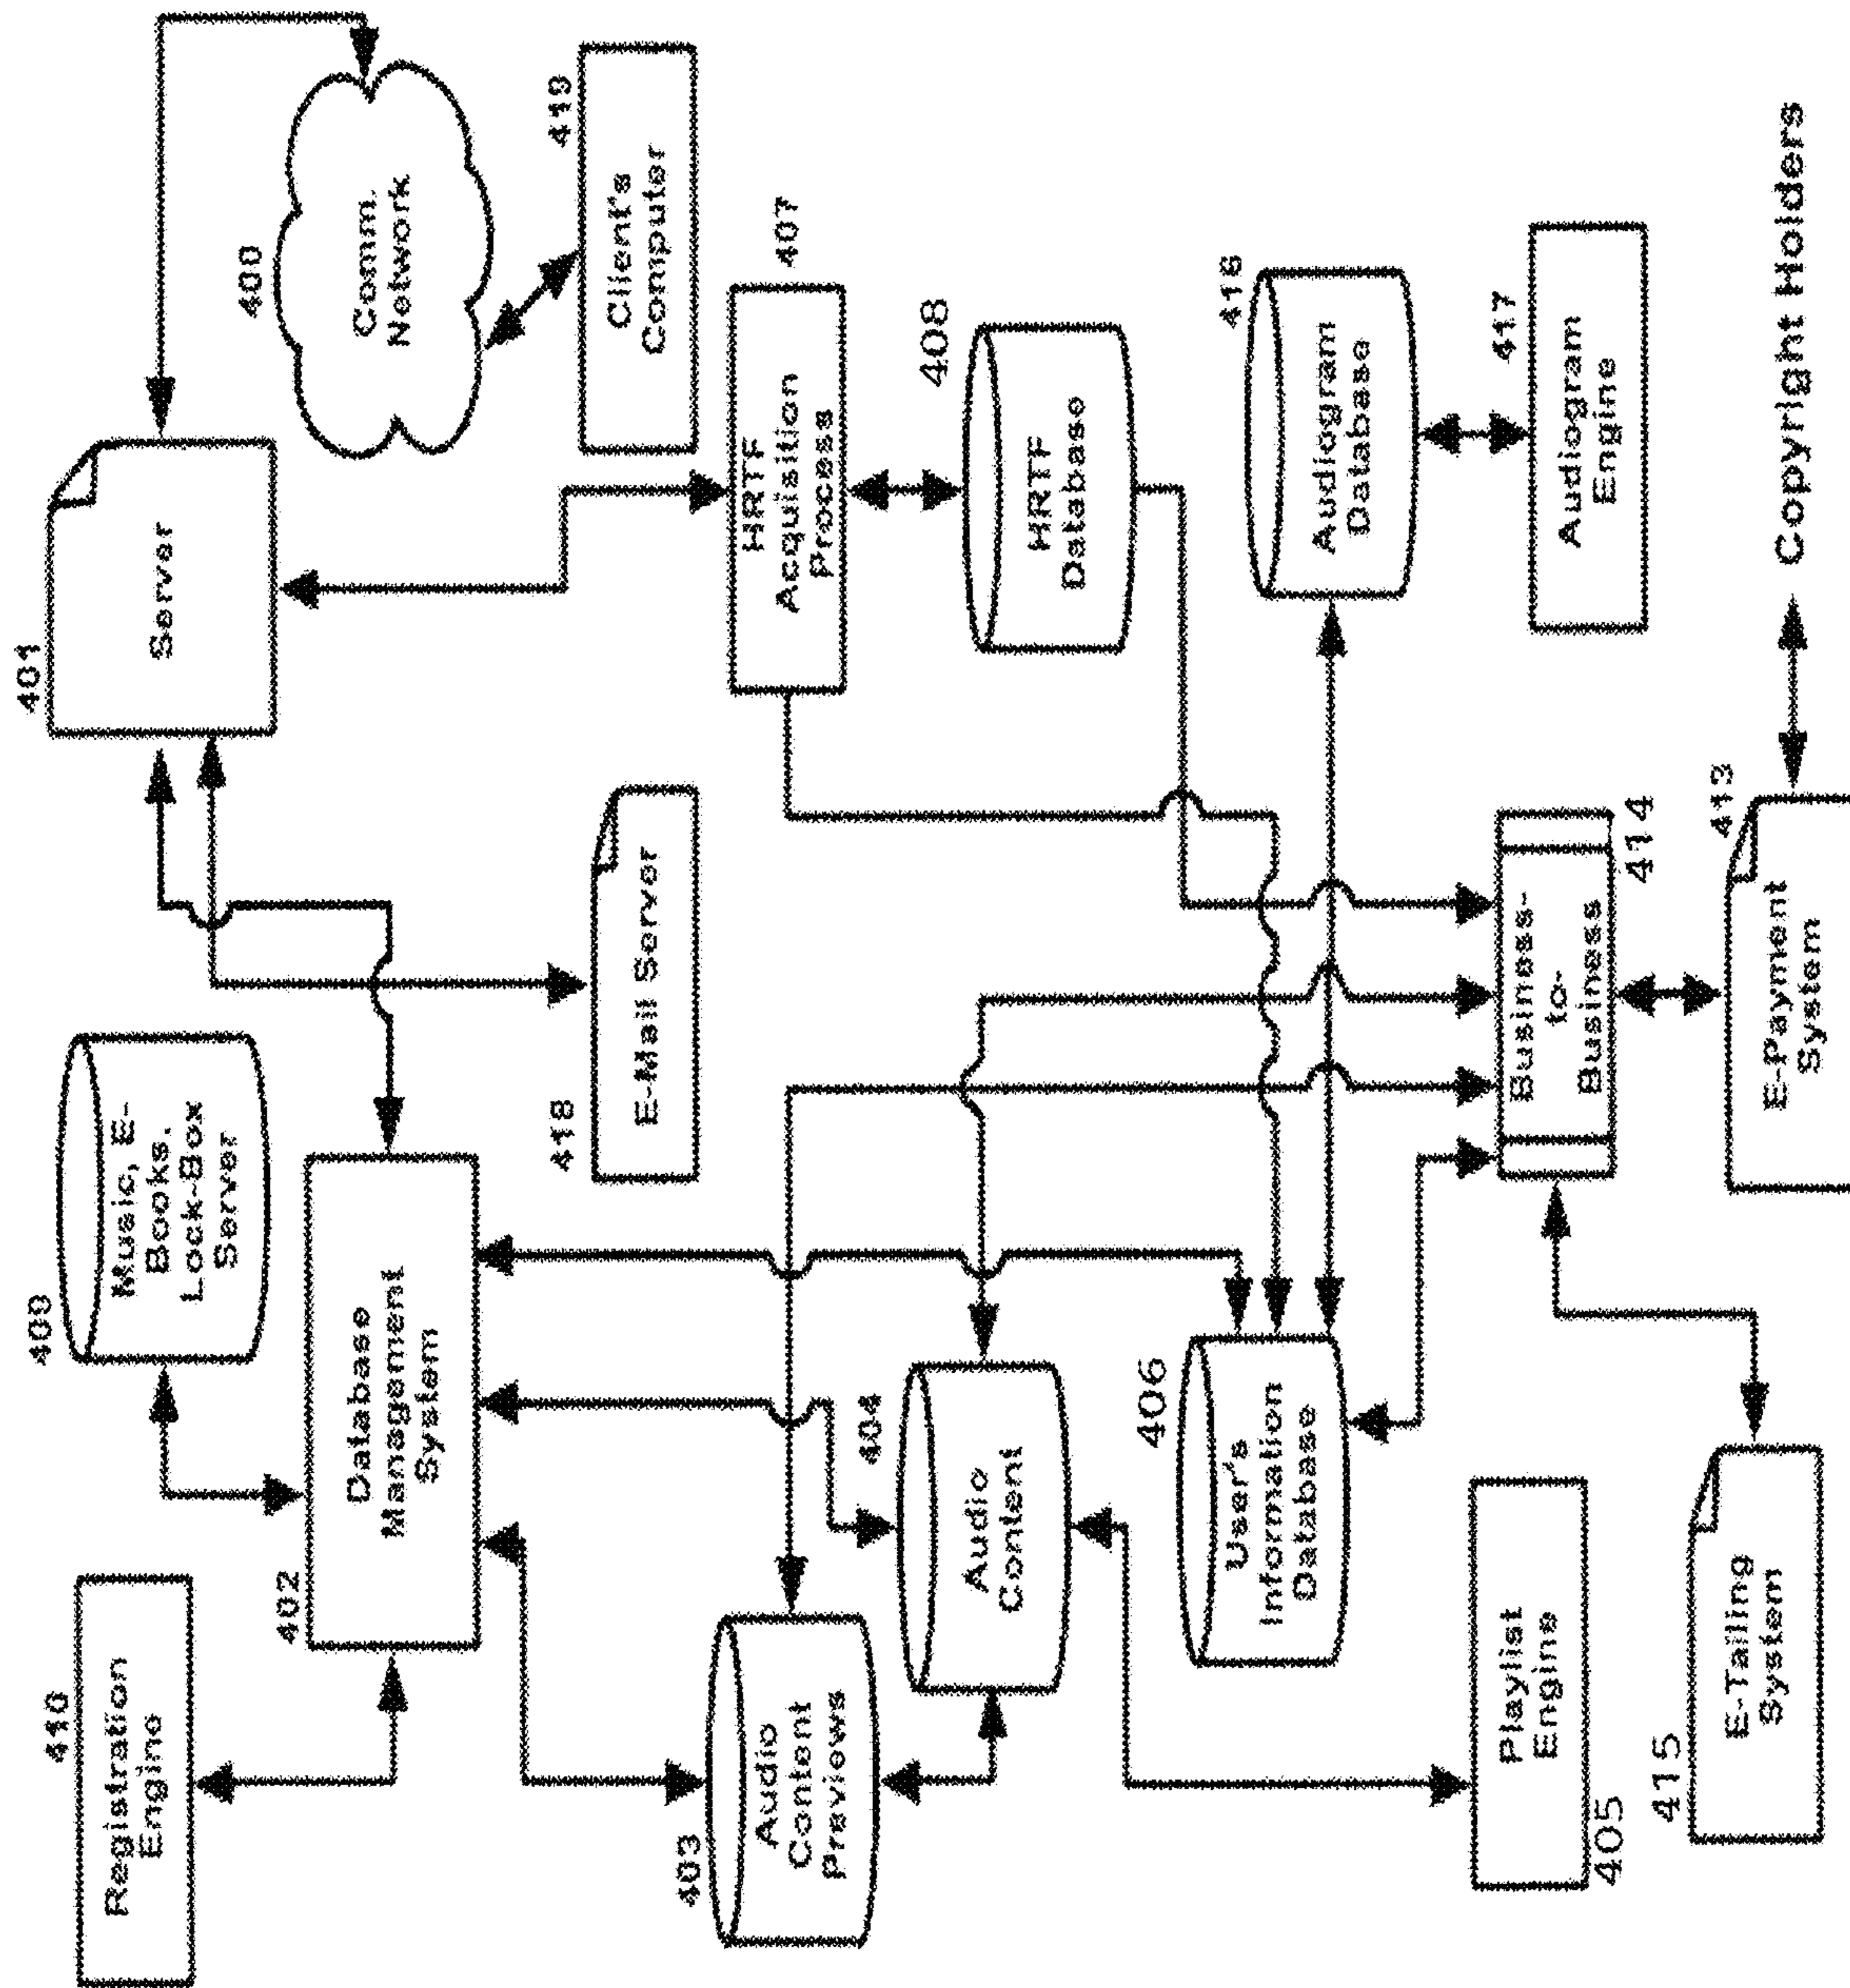 410
Registration
Engine
409
Music, E-
Books,
Lock-Box
Server
401
Server
400
Comm.
Network
402
Database
Management
System
418
E-Mail Server
419
Client's
Computer
403
Audio
Content
Previews
404
Audio
Content
407
HRTF
Acquisition
Process
408
HRTF
Database
406
User's
Information
Database
416
Audiogram
Database
405
Playlist
Engine
414
Business-
to-
Business
417
Audiogram
Engine
415
E-Tailing
System
413
E-Payment
System
Copyright Holders